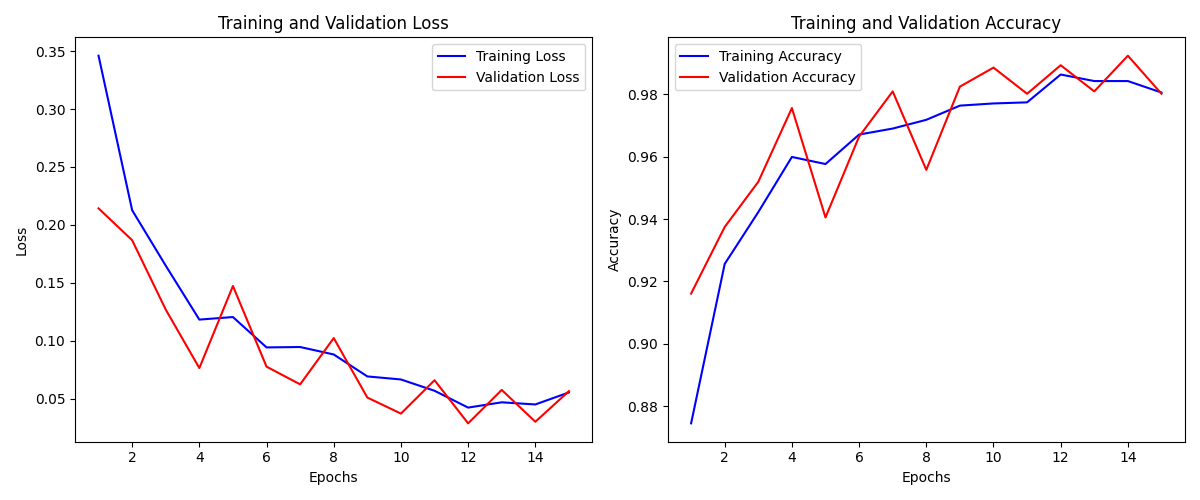 Training and Validation Loss
Training Loss
Validation Loss
0.35
0.30
0.25
0.20
0.15
0.10
0.05
Loss
2 4 6 8 10 12 14
Epochs
Training and Validation Accuracy
Training Accuracy
Validation Accuracy
0.98
0.96
0.94
0.92
0.90
0.88
Accuracy
2 4 6 8 10 12 14
Epochs